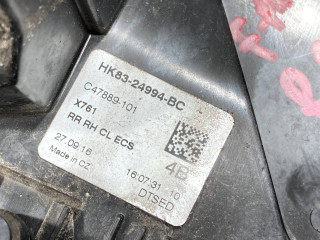 HK83-24994-BC
C47889-101
X761
RR RH CL ECS
4B
27.09.16 16:07:31 10
Made in CZ DTSED